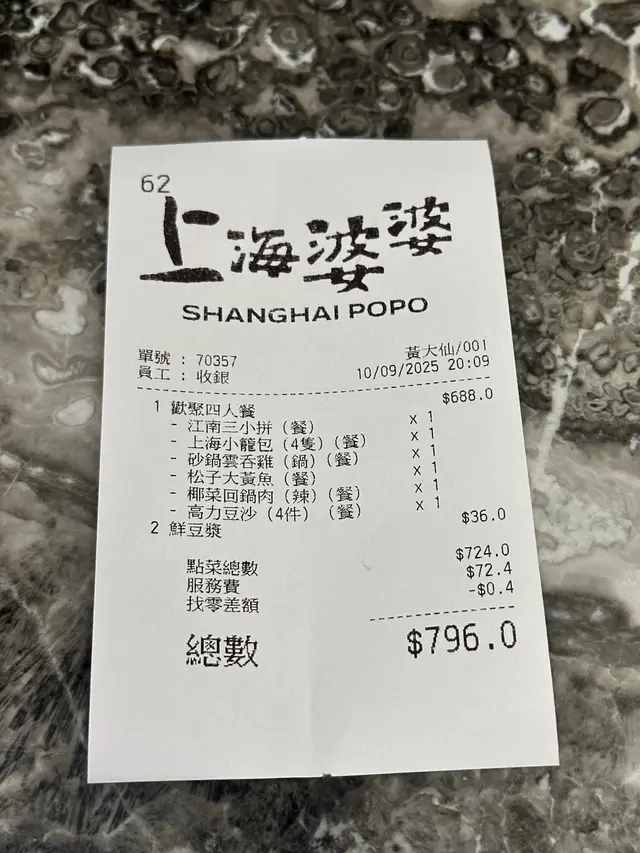 62
上海婆婆
SHANGHAI POPO
單號 : 70357 黃大仙/001
員工 : 收銀 10/09/2025 20:09
1 歡聚四人餐 $688.0
- 江南三小拼（餐） x 1
- 上海小籠包（4隻）（餐） x 1
- 砂鍋雲吞雞（鍋）（餐） x 1
- 松子大黃魚（餐） x 1
- 椰菜回鍋肉（辣）（餐） x 1
- 高力豆沙（4件）（餐） x 1
2 鮮豆漿 $36.0
點菜總數 $724.0
服務費 $72.4
找零差額 -$0.4
總數 $796.0